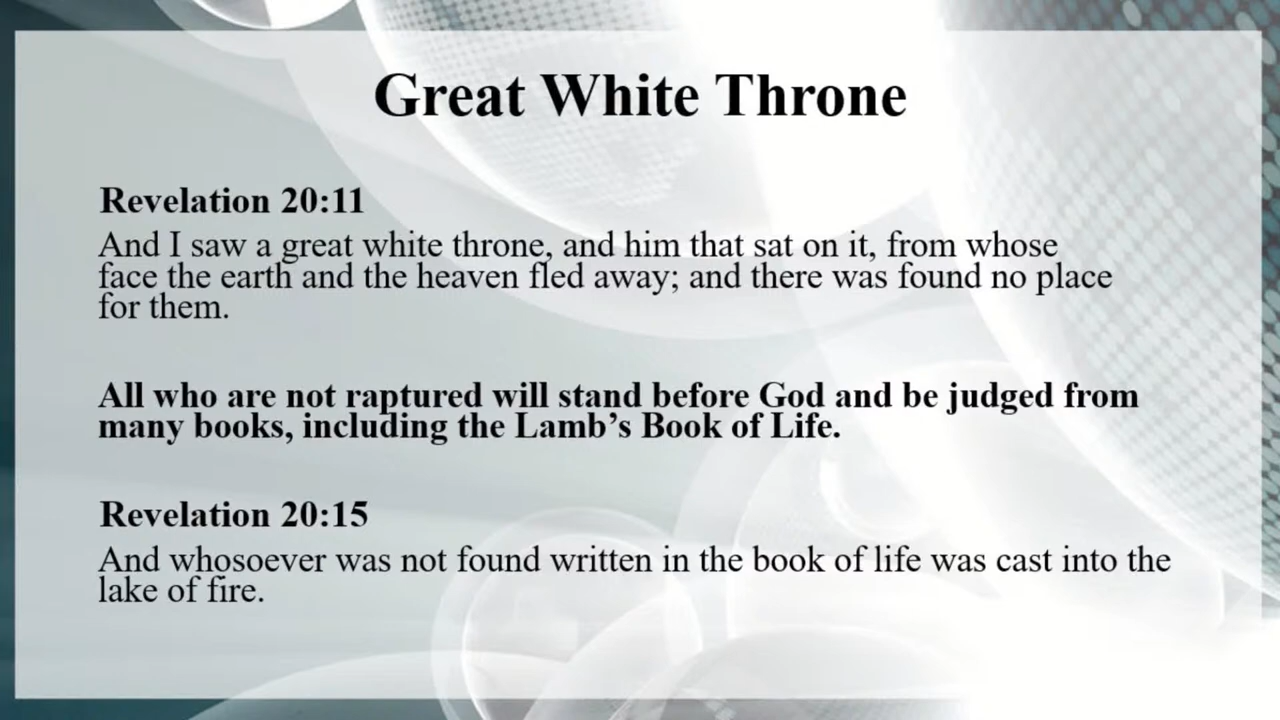 Great White Throne
Revelation 20:11
And I saw a great white throne, and him that sat on it, from whose
face the earth and the heaven fled away; and there was found no place
for them.
All who are not raptured will stand before God and be judged from
many books, including the Lamb’s Book of Life.
Revelation 20:15
And whosoever was not found written in the book of life was cast into the
lake of fire.